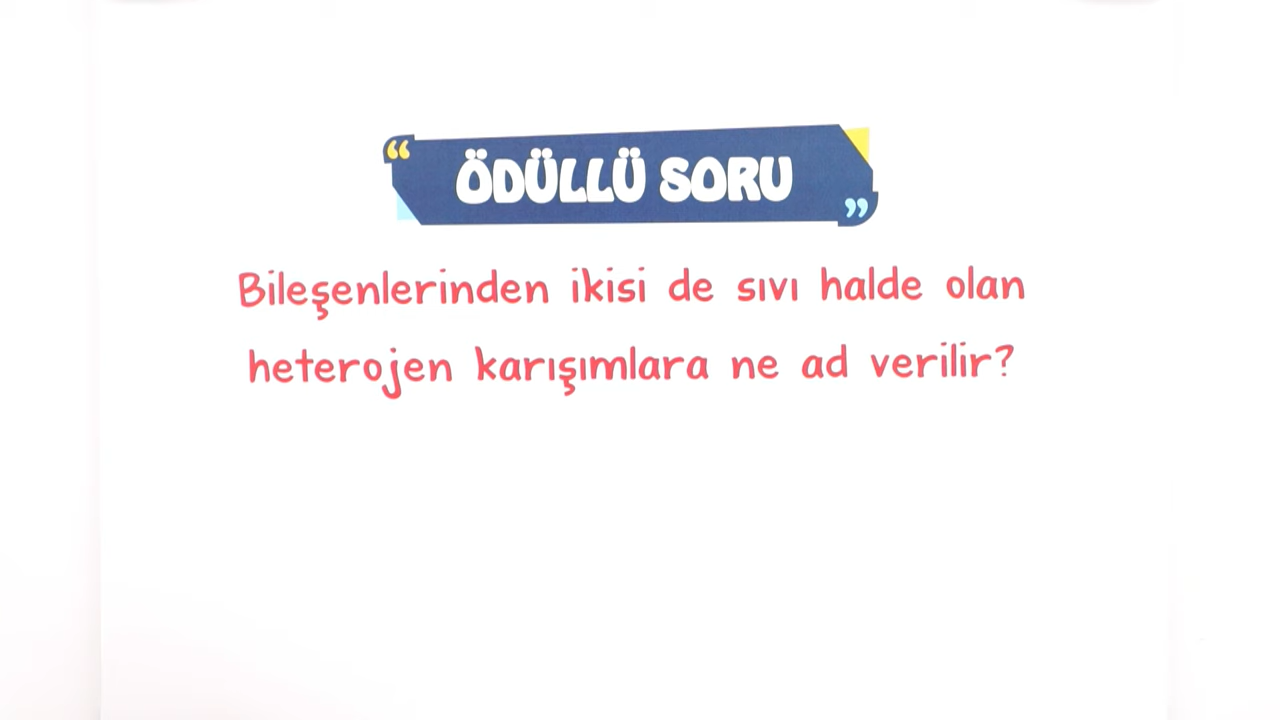 ÖDÜLLÜ SORU
Bileşenlerinden ikisi de sıvı halde olan
heterojen karışımlara ne ad verilir?